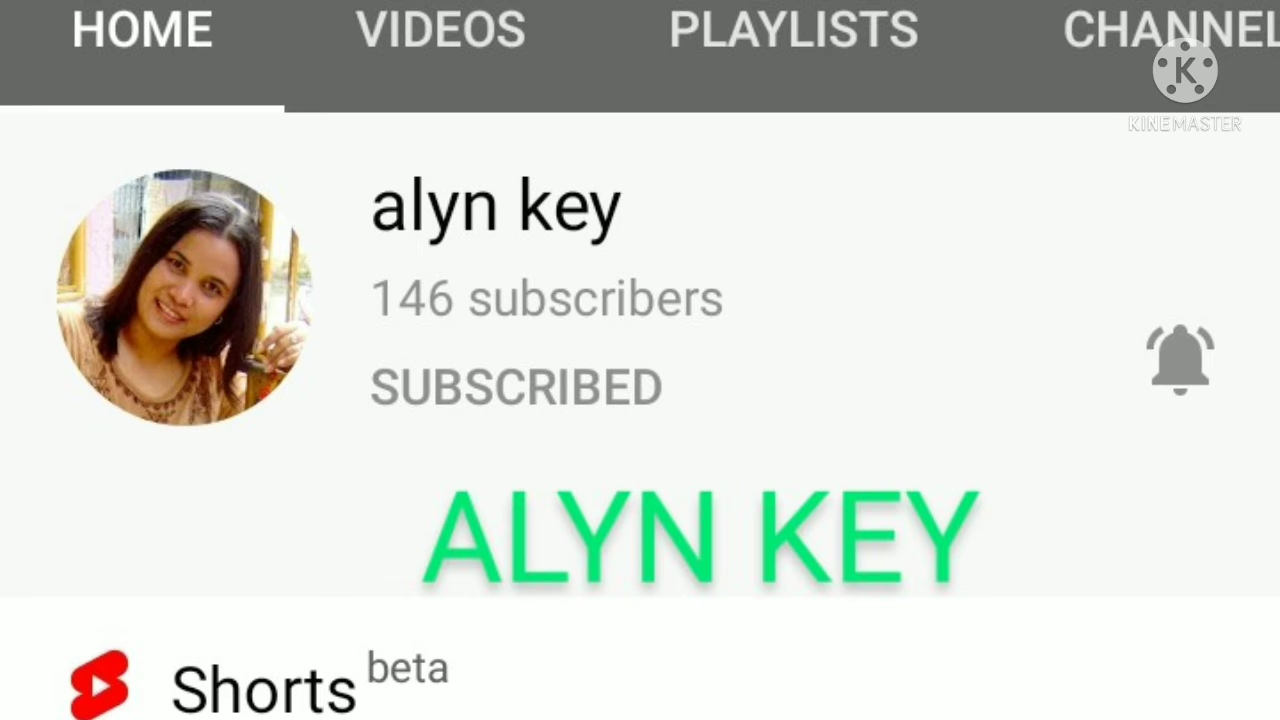 HOME VIDEOS PLAYLISTS CHANNEL
K
KINEMASTER
alyn key
146 subscribers
SUBSCRIBED
ALYN KEY
Shorts beta